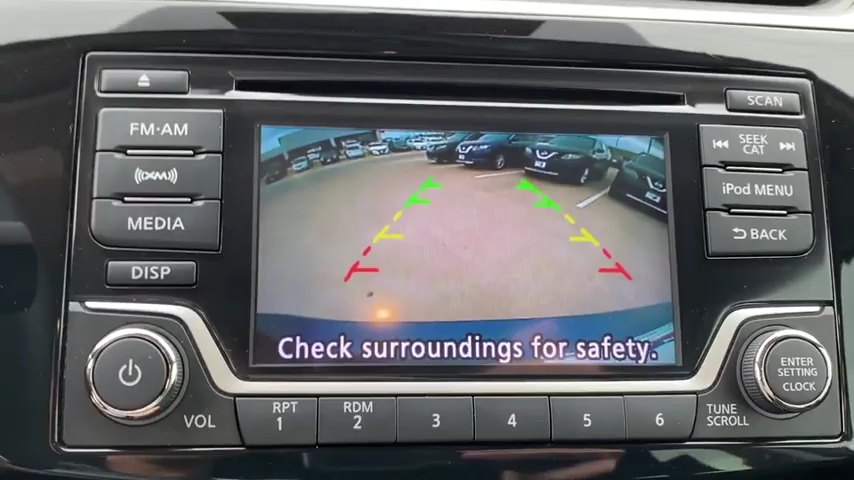 SCAN
FM·AM
SEEK
CAT
((XM))
iPod MENU
MEDIA
BACK
DISP
Check surroundings for safety.
ENTER
SETTING
CLOCK
VOL
RPT
1
RDM
2
3
4
5
6
TUNE
SCROLL